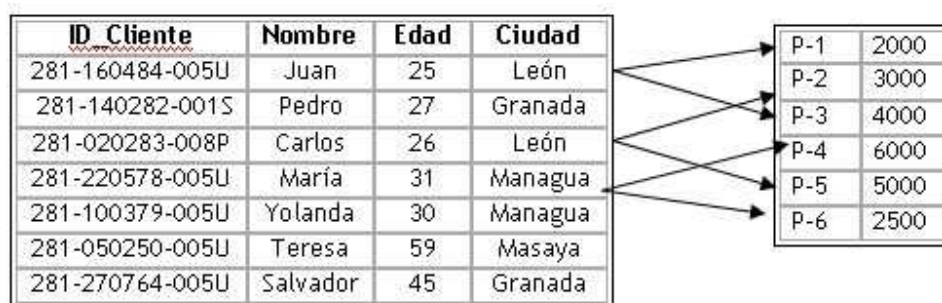 ID_Cliente Nombre Edad Ciudad
281-160484-005U Juan 25 León
281-140282-001S Pedro 27 Granada
281-020283-008P Carlos 26 León
281-220578-005U María 31 Managua
281-100379-005U Yolanda 30 Managua
281-050250-005U Teresa 59 Masaya
281-270764-005U Salvador 45 Granada
P-1 2000
P-2 3000
P-3 4000
P-4 6000
P-5 5000
P-6 2500